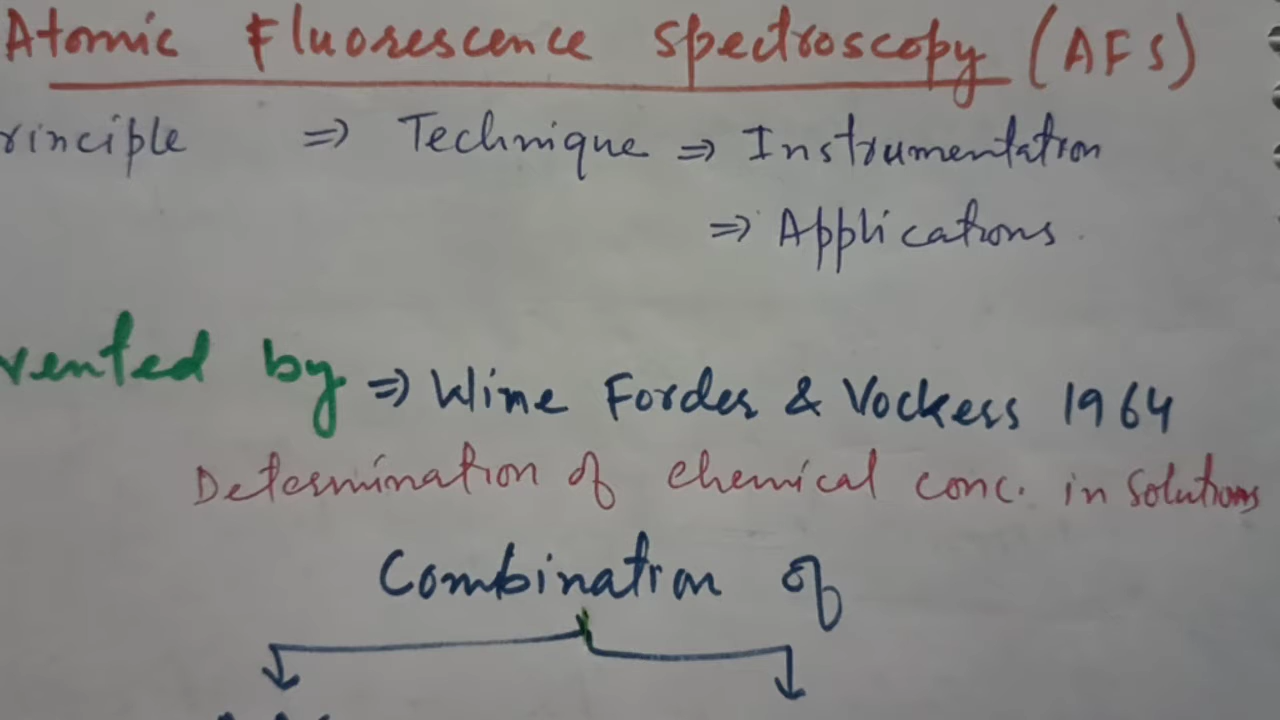 Atomic Fluorescence Spectroscopy (AFS)
rinciple ⇒ Technique ⇒ Instrumentation
⇒ Applications
vented by ⇒ Wine Fordes & Vockess 1964
Determination of chemical conc. in solutions
Combination of